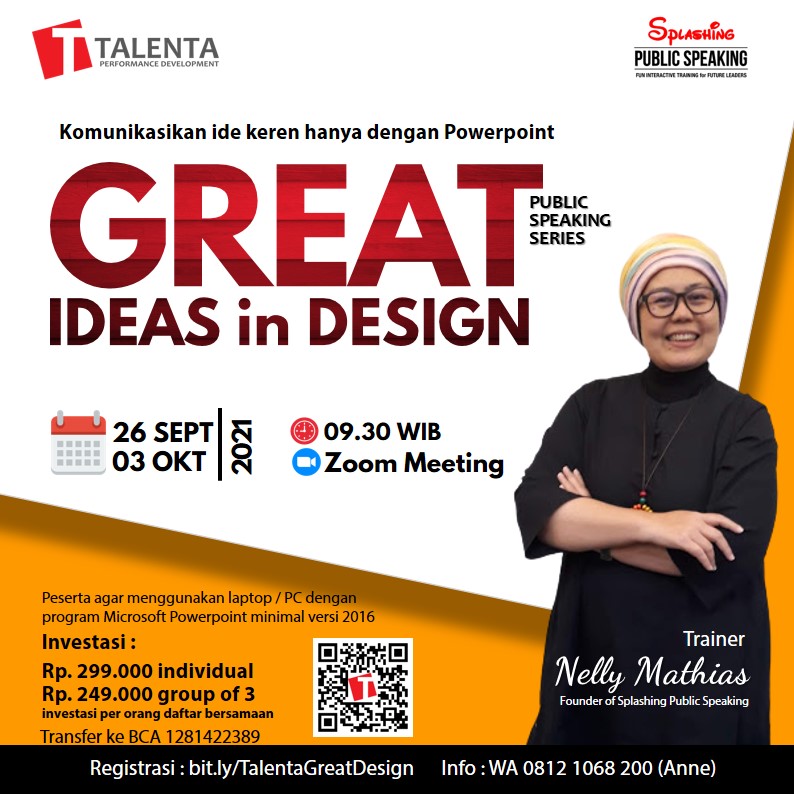 TALENTA
PERFORMANCE DEVELOPMENT
SPLASHING
PUBLIC SPEAKING
FUN INTERACTIVE TRAINING for FUTURE LEADERS
Komunikasikan ide keren hanya dengan Powerpoint
GREAT
PUBLIC
SPEAKING
SERIES
IDEAS in DESIGN
26 SEPT
03 OKT
2021
09.30 WIB
Zoom Meeting
Peserta agar menggunakan laptop / PC dengan
program Microsoft Powerpoint minimal versi 2016
Investasi :
Rp. 299.000 individual
Rp. 249.000 group of 3
investasi per orang daftar bersamaan
Transfer ke BCA 1281422389
T
Trainer
Nelly Mathias
Founder of Splashing Public Speaking
Registrasi : bit.ly/TalentaGreatDesign Info : WA 0812 1068 200 (Anne)